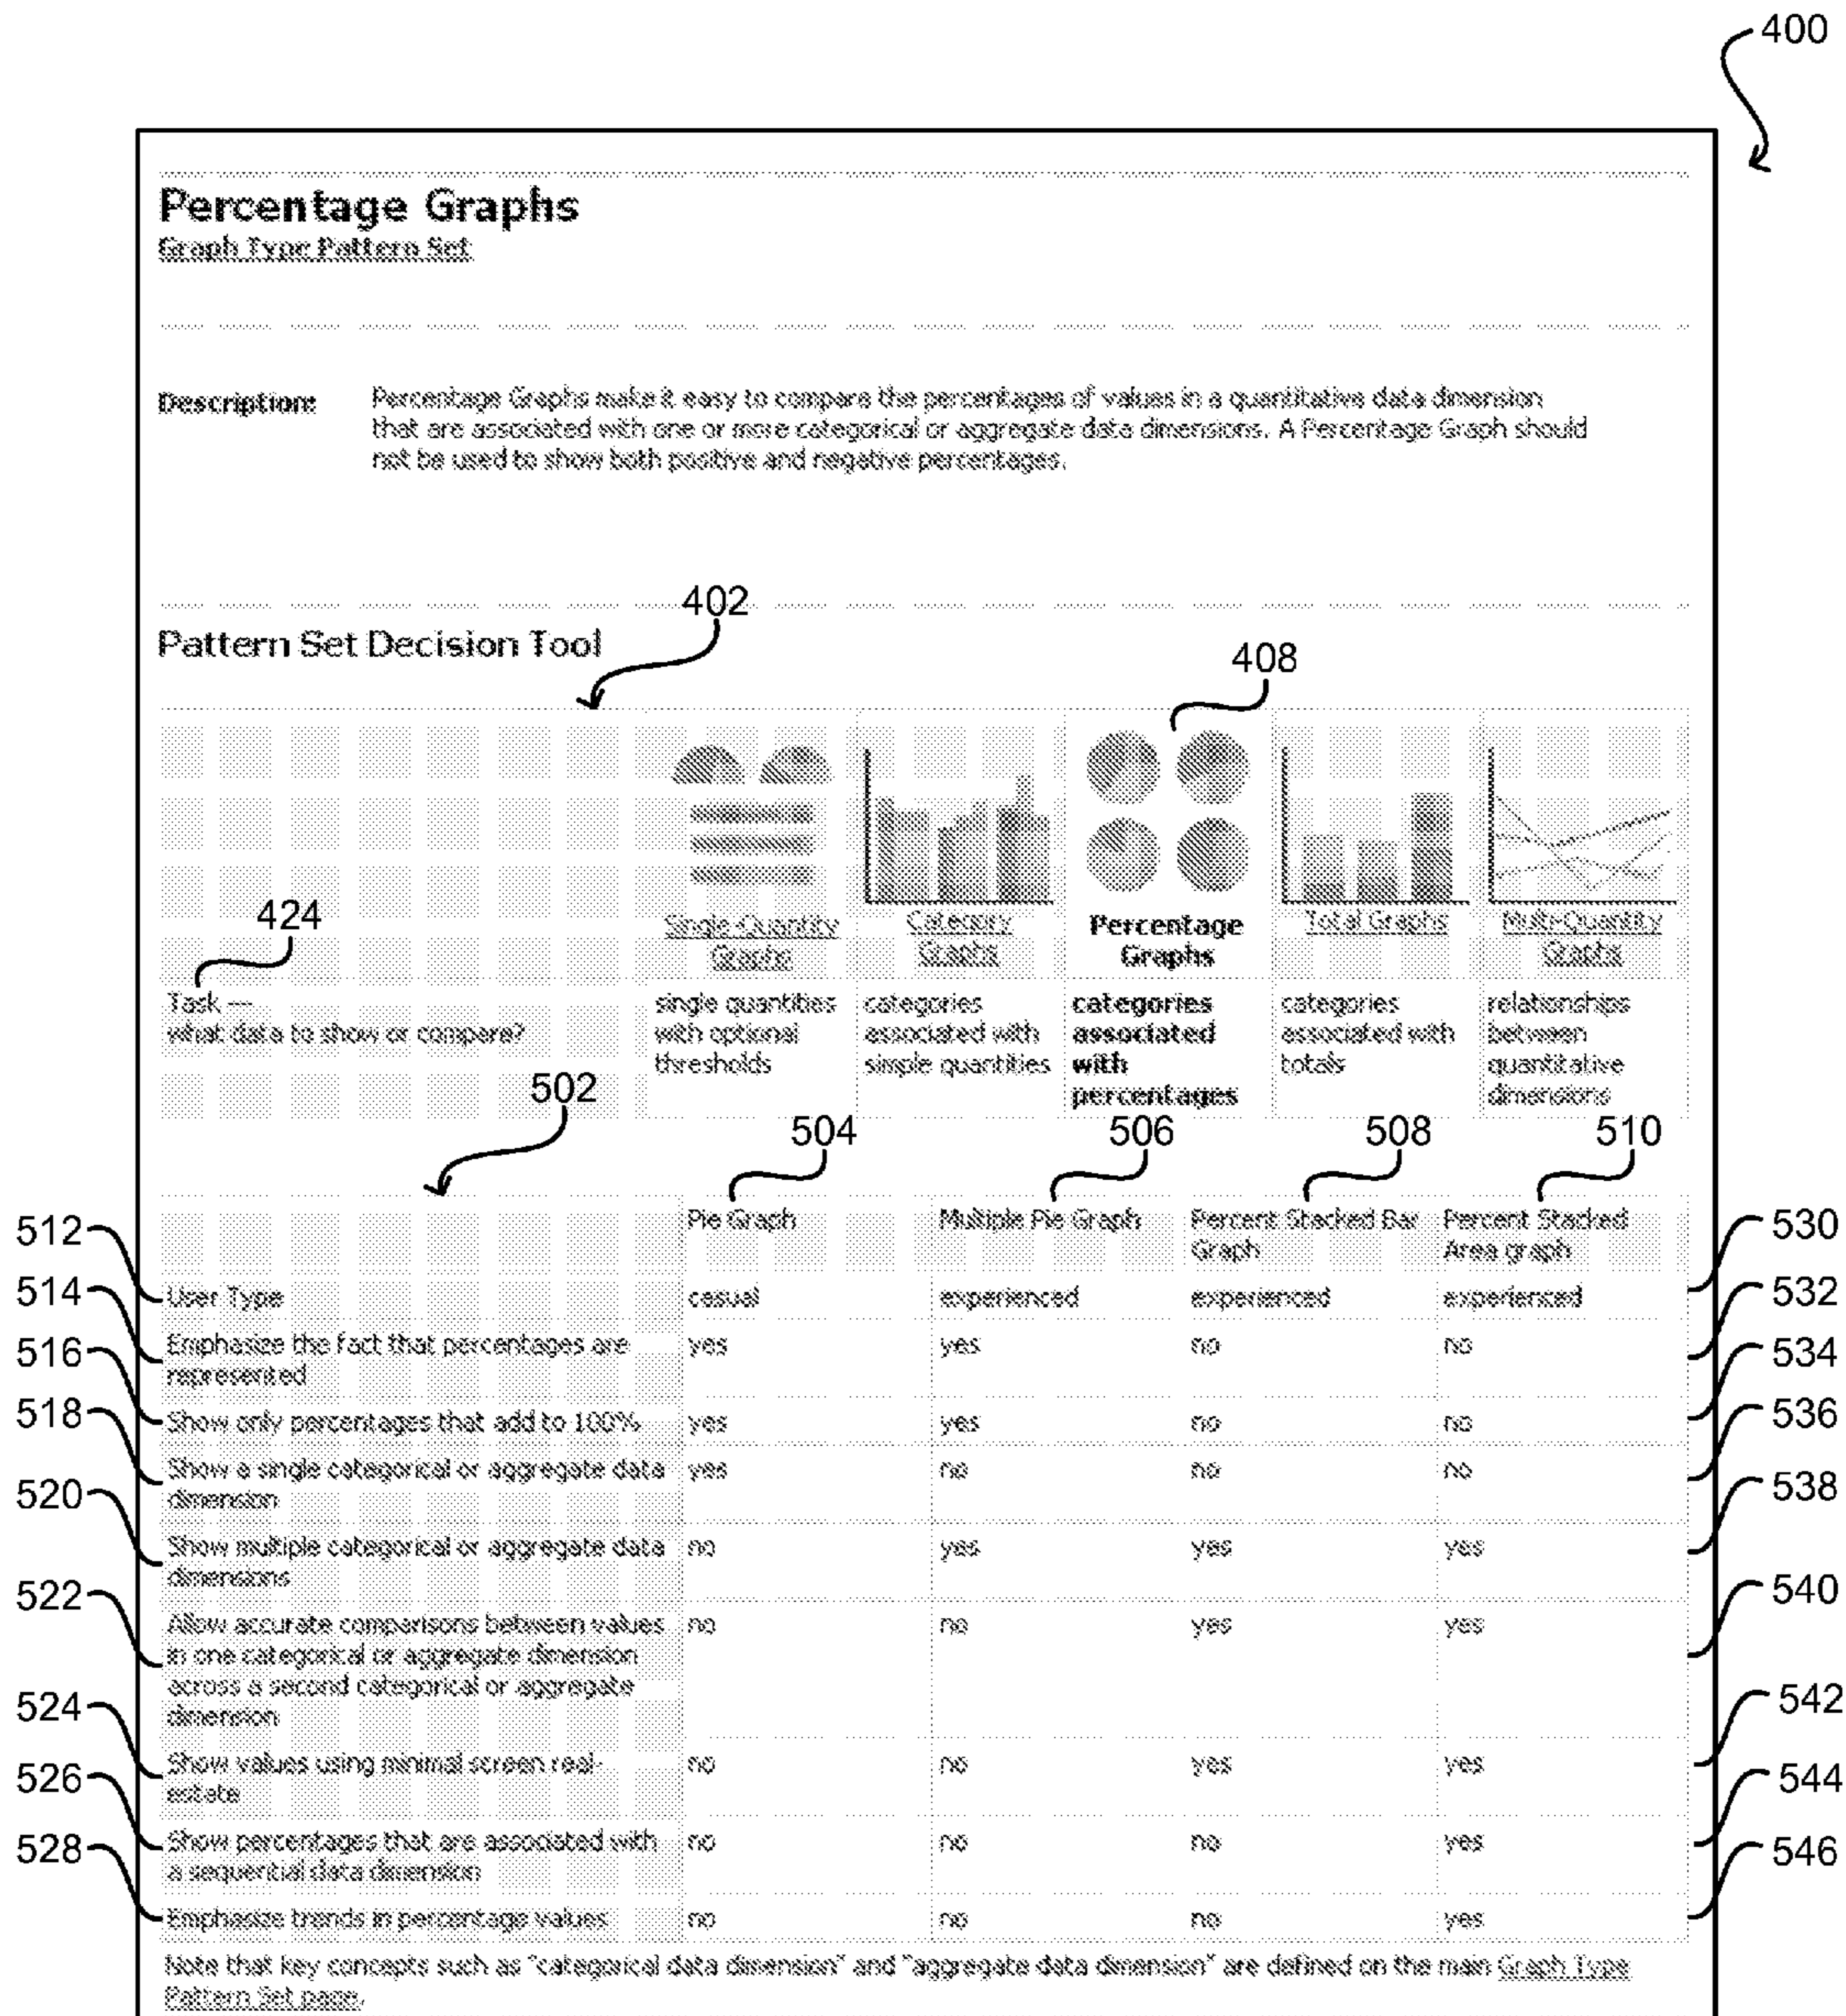 400
Percentage Graphs
Graph Type Pattern Set
Description: Percentage Graphs make it easy to compare the percentages of values in a quantitative data dimension
that are associated with one or more categorical or aggregate data dimensions. A Percentage Graph should
not be used to show both positive and negative percentages.
402
Pattern Set Decision Tool
408
424
Single-Quantity Graphs
Category Graphs
Percentage Graphs
Total Graphs
Multi-Quantity Graphs
Task —
what data to show or compare?
single quantities
with optional
thresholds
categories
associated with
simple quantities
categories
associated
with
percentages
categories
associated with
totals
relationships
between
quantitative
dimensions
502
504 506 508 510
Pie Graph
Multiple Pie Graph
Percent Stacked Bar
Graph
Percent Stacked
Area graph
512 User Type casual experienced experienced experienced 530
514 Emphasize the fact that percentages are yes yes no no 532
represented
516 Show only percentages that add to 100% yes yes no no 534
518 Show a single categorical or aggregate data yes no no no 536
dimension
520 Show multiple categorical or aggregate data no yes yes yes 538
dimensions
522 Allow accurate comparisons between values no no yes yes 540
in one categorical or aggregate dimension
across a second categorical or aggregate
dimension
524 Show values using minimal screen real- no no yes yes 542
estate
526 Show percentages that are associated with no no no yes 544
a sequential data dimension
528 Emphasize trends in percentage values no no no yes 546
Note that key concepts such as "categorical data dimension" and "aggregate data dimension" are defined on the main Graph Type
Pattern Set page.